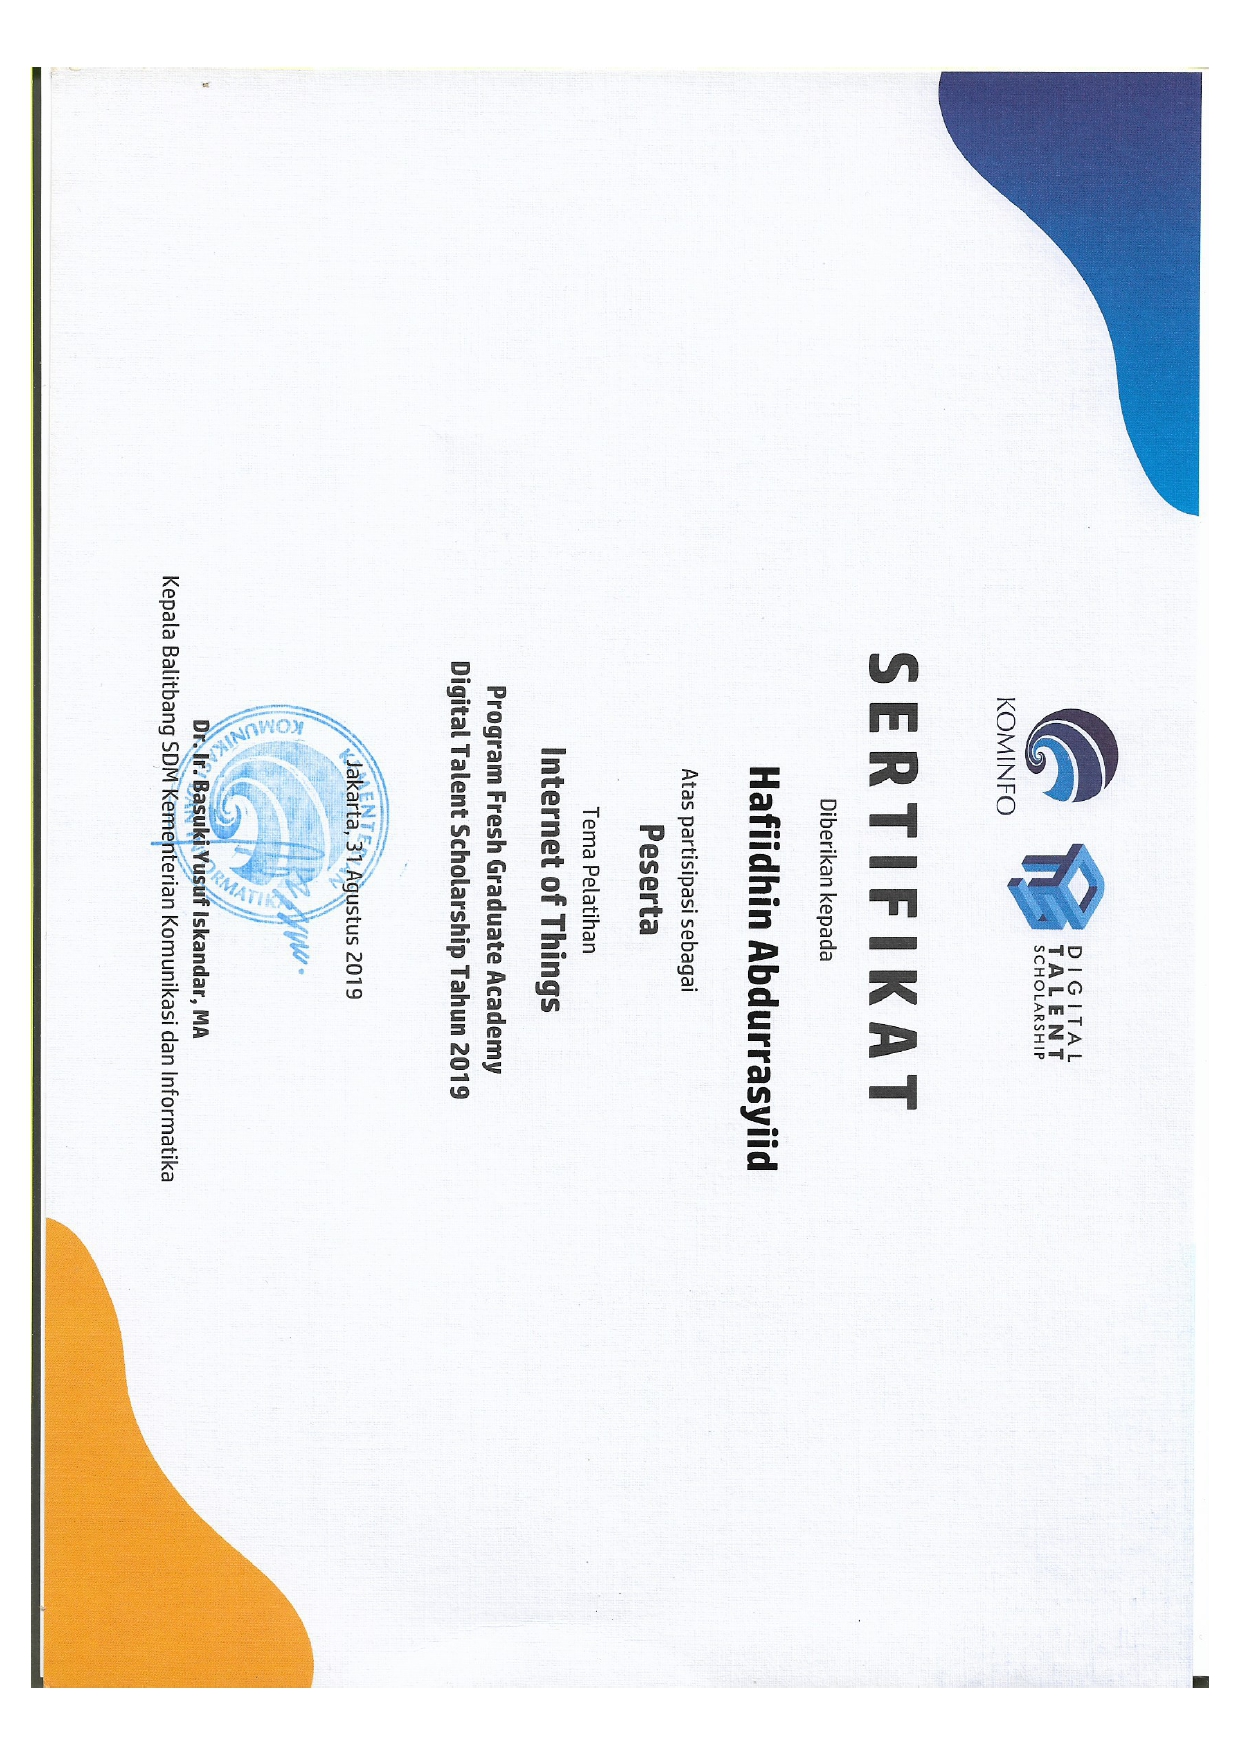 KOMINFO
DIGITAL
TALENT
SCHOLARSHIP
SERTIFIKAT
Diberikan kepada
Hafiidhin Abdurrasyiid
Atas partisipasi sebagai
Peserta
Tema Pelatihan
Internet of Things
Program Fresh Graduate Academy
Digital Talent Scholarship Tahun 2019
Jakarta, 31 Agustus 2019
KEMENTERIAN
KOMUNIKASI DAN INFORMATIKA
Dr. Ir. Basuki Yusuf Iskandar, MA
Kepala Balitbang SDM Kementerian Komunikasi dan Informatika